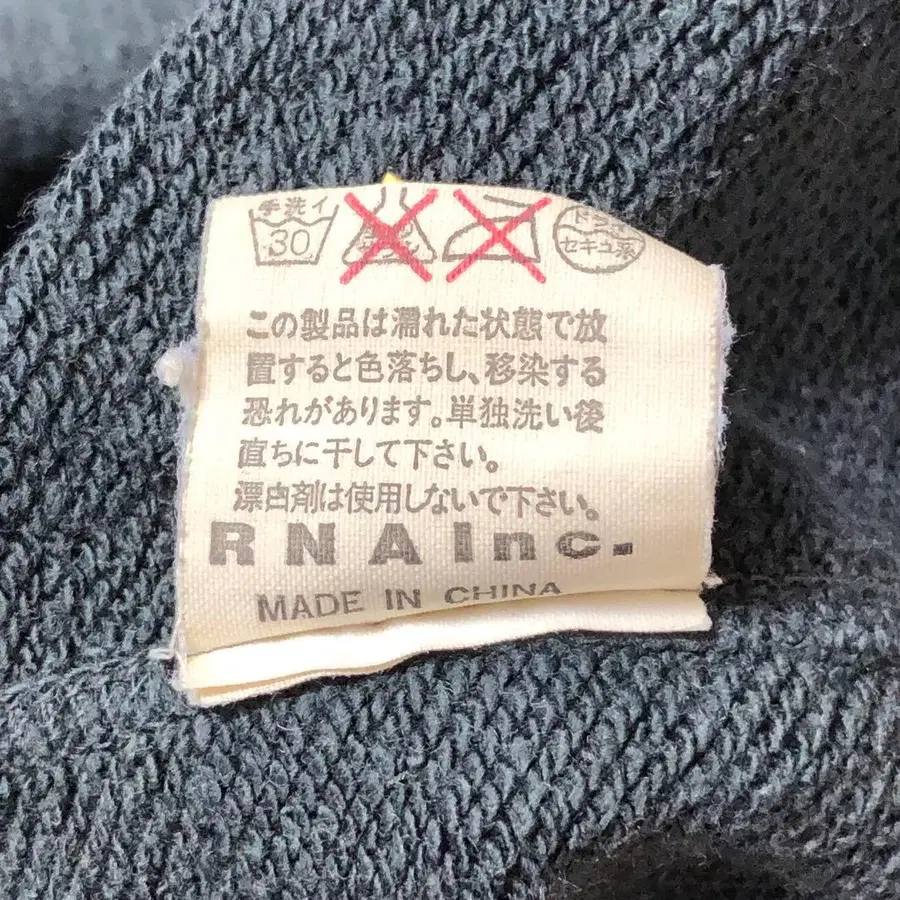 手洗イ
30
ドライ
セキユ系
この製品は濡れた状態で放
置すると色落ちし、移染する
恐れがあります。単独洗い後
直ちに干して下さい。
漂白剤は使用しないで下さい。
RNA Inc.
MADE IN CHINA